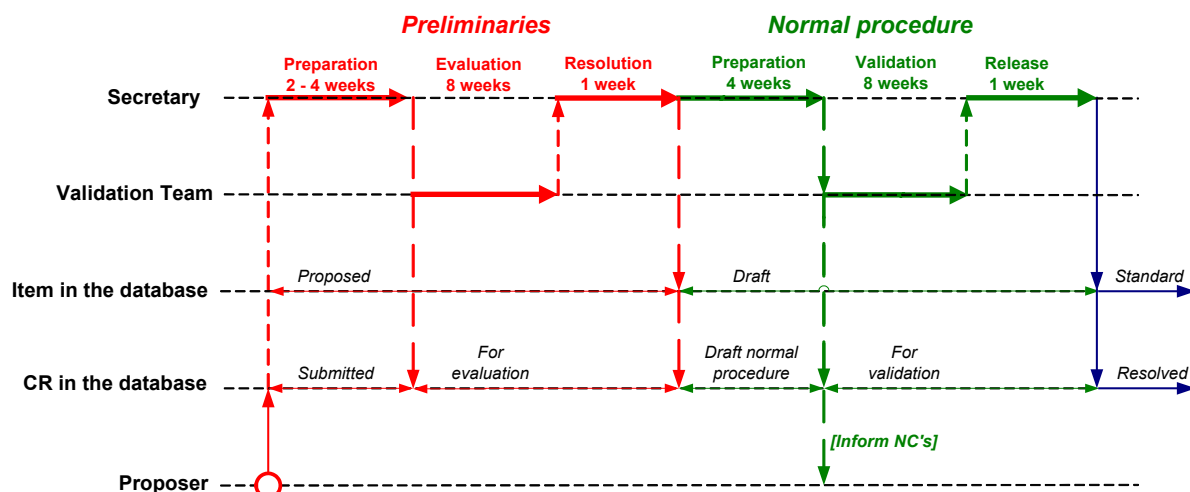 Preliminaries
Normal procedure
Preparation
2 - 4 weeks
Evaluation
8 weeks
Resolution
1 week
Preparation
4 weeks
Validation
8 weeks
Release
1 week
Secretary
Validation Team
Item in the database
Proposed
Draft
Standard
CR in the database
Submitted
For
evaluation
Draft normal
procedure
For
validation
Resolved
[Inform NC's]
Proposer